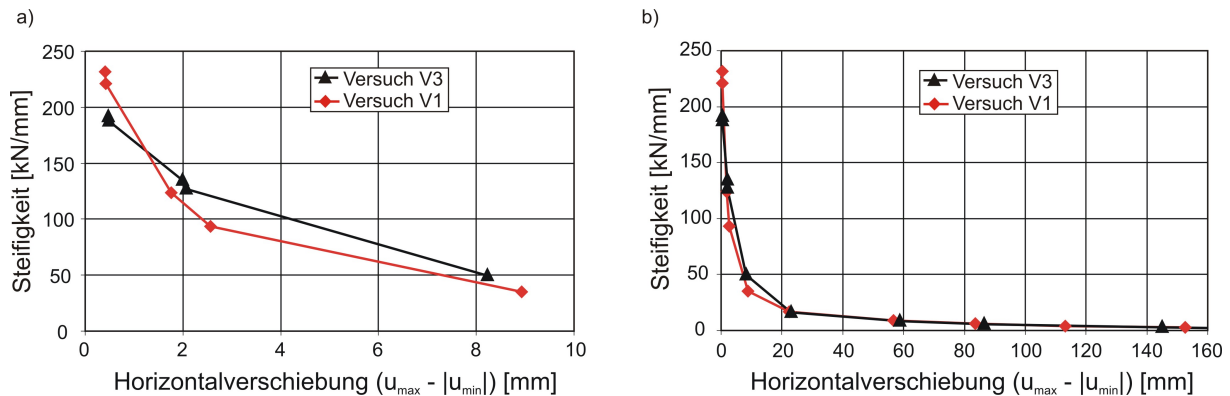 a)
250
200
150
100
50
0
Steifigkeit [kN/mm]
Versuch V3
Versuch V1
0 2 4 6 8 10
Horizontalverschiebung (umax - |umin|) [mm]
b)
250
200
150
100
50
0
Steifigkeit [kN/mm]
Versuch V3
Versuch V1
0 20 40 60 80 100 120 140 160
Horizontalverschiebung (umax - |umin|) [mm]